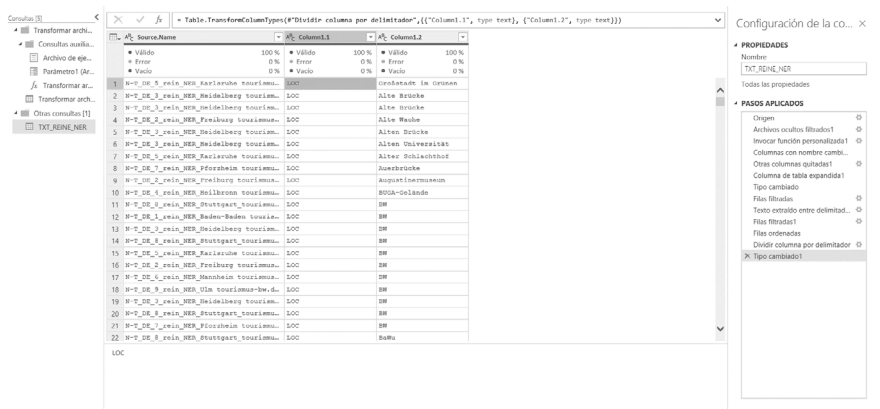 Consultas [5]
Transformar archi...
Consultas auxilia...
Archivo de eje...
Parámetro1 (Ar...
fx Transformar ar...
Transformar arch...
Otras consultas [1]
TXT_REINE_NER
fx = Table.TransformColumnTypes(#"Dividir columna por delimitador",{{"Column1.1", type text}, {"Column1.2", type text}})
Source.Name Column1.1 Column1.2
Válido 100 % Válido 100 % Válido 100 %
Error 0 % Error 0 % Error 0 %
Vacío 0 % Vacío 0 % Vacío 0 %
1 N-T_DE_5_rein_NER_Karlsruhe tourismu... LOC Großstadt im Grünen
2 N-T_DE_3_rein_NER_Heidelberg tourism... LOC Alte Brücke
3 N-T_DE_3_rein_NER_Heidelberg tourism... LOC Alte Brücke
4 N-T_DE_2_rein_NER_Freiburg tourismus... LOC Alte Wache
5 N-T_DE_3_rein_NER_Heidelberg tourism... LOC Alten Brücke
6 N-T_DE_3_rein_NER_Heidelberg tourism... LOC Alten Universität
7 N-T_DE_5_rein_NER_Karlsruhe tourismu... LOC Alter Schlachthof
8 N-T_DE_7_rein_NER_Pforzheim tourismu... LOC Auerbrücke
9 N-T_DE_2_rein_NER_Freiburg tourismus... LOC Augustinermuseum
10 N-T_DE_4_rein_NER_Heilbronn tourismu... LOC BUGA-Gelände
11 N-T_DE_8_rein_NER_Stuttgart_tourismu... LOC BW
12 N-T_DE_1_rein_NER_Baden-Baden touris... LOC BW
13 N-T_DE_3_rein_NER_Heidelberg tourism... LOC BW
14 N-T_DE_8_rein_NER_Stuttgart_tourismu... LOC BW
15 N-T_DE_5_rein_NER_Karlsruhe tourismu... LOC BW
16 N-T_DE_2_rein_NER_Freiburg tourismus... LOC BW
17 N-T_DE_6_rein_NER_Mannheim tourismus... LOC BW
18 N-T_DE_9_rein_NER_Ulm tourismus-bw.d... LOC BW
19 N-T_DE_3_rein_NER_Heidelberg tourism... LOC BW
20 N-T_DE_8_rein_NER_Stuttgart_tourismu... LOC BW
21 N-T_DE_7_rein_NER_Pforzheim tourismu... LOC BW
22 N-T_DE_8_rein_NER_Stuttgart_tourismu... LOC BaWu
LOC
Configuración de la co...
PROPIEDADES
Nombre
TXT_REINE_NER
Todas las propiedades
PASOS APLICADOS
Origen
Archivos ocultos filtrados1
Invocar función personalizada1
Columnas con nombre cambi...
Otras columnas quitadas1
Columna de tabla expandida1
Tipo cambiado
Filas filtradas
Texto extraído entre delimitad...
Filas filtradas1
Filas ordenadas
Dividir columna por delimitador
Tipo cambiado1